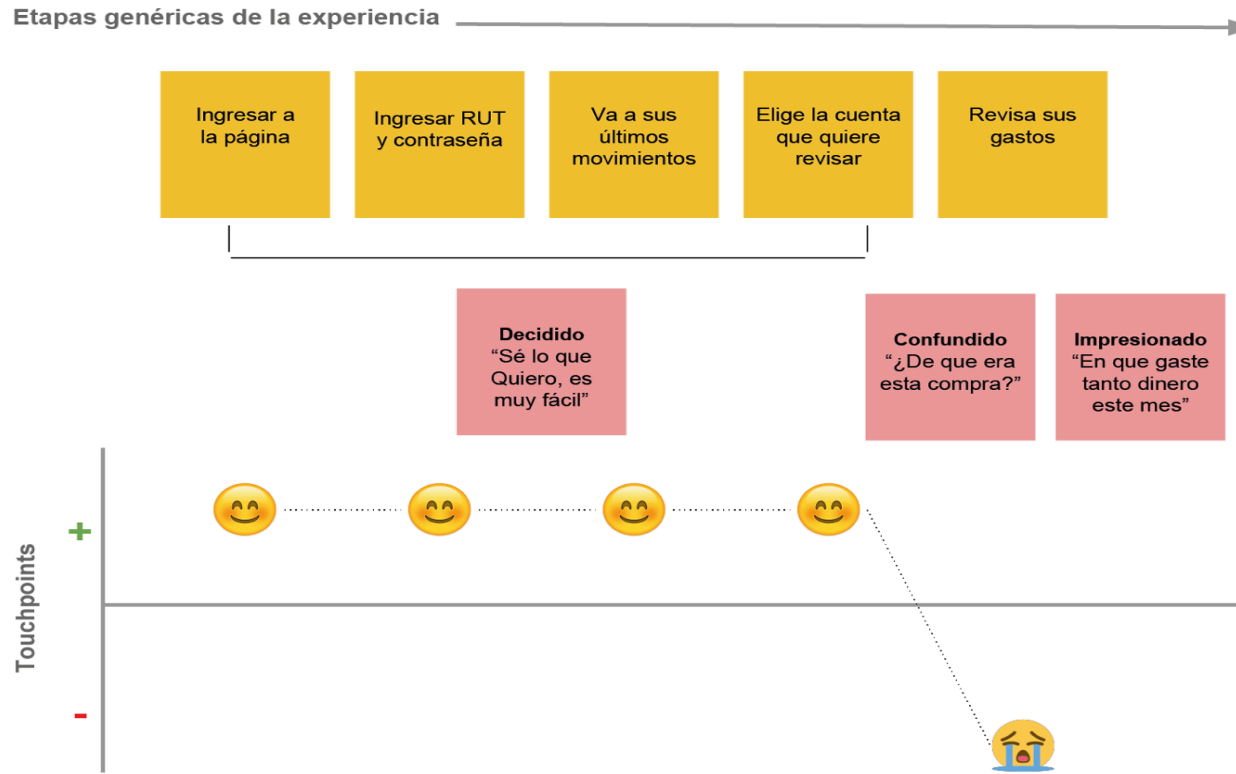 Etapas genéricas de la experiencia
Ingresar a
la página
Ingresar RUT
y contraseña
Va a sus
últimos
movimientos
Elige la cuenta
que quiere
revisar
Revisa sus
gastos
Decidido
“Sé lo que
Quiero, es
muy fácil”
Confundido
“¿De que era
esta compra?”
Impresionado
“En que gaste
tanto dinero
este mes”
+
Touchpoints
-